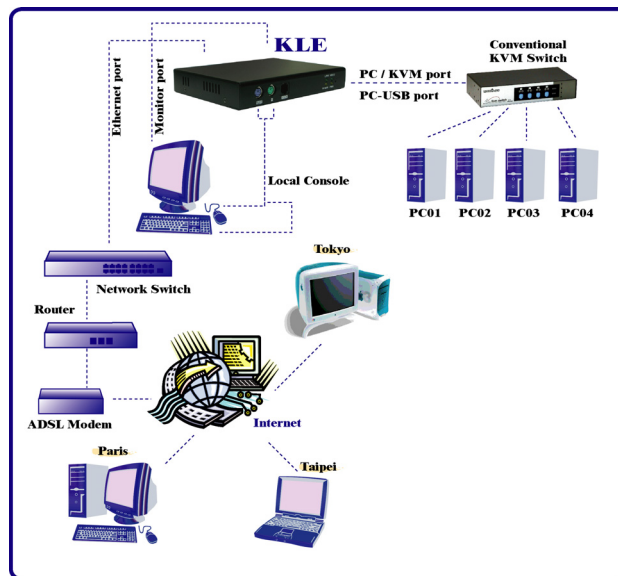 KLE
Conventional
KVM Switch
Ethernet port
Monitor port
PC / KVM port
PC-USB port
Local Console
PC01
PC02
PC03
PC04
Tokyo
Network Switch
Router
ADSL Modem
Internet
Paris
Taipei